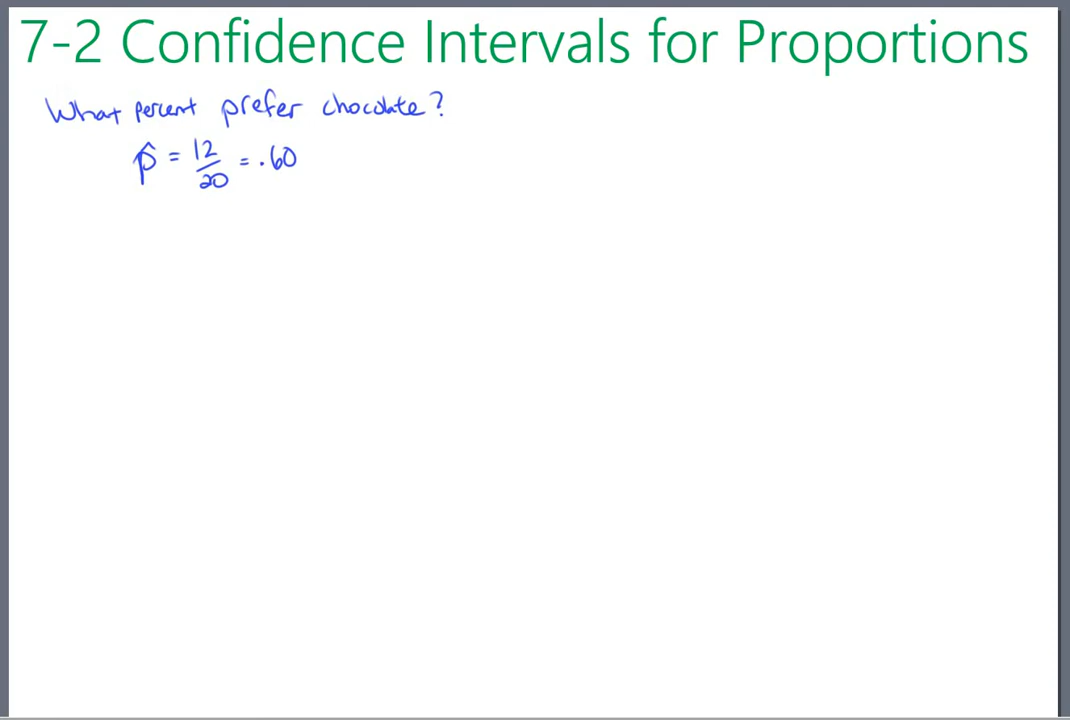 7-2 Confidence Intervals for Proportions
What percent prefer chocolate?
p̂ = 12/20 = .60